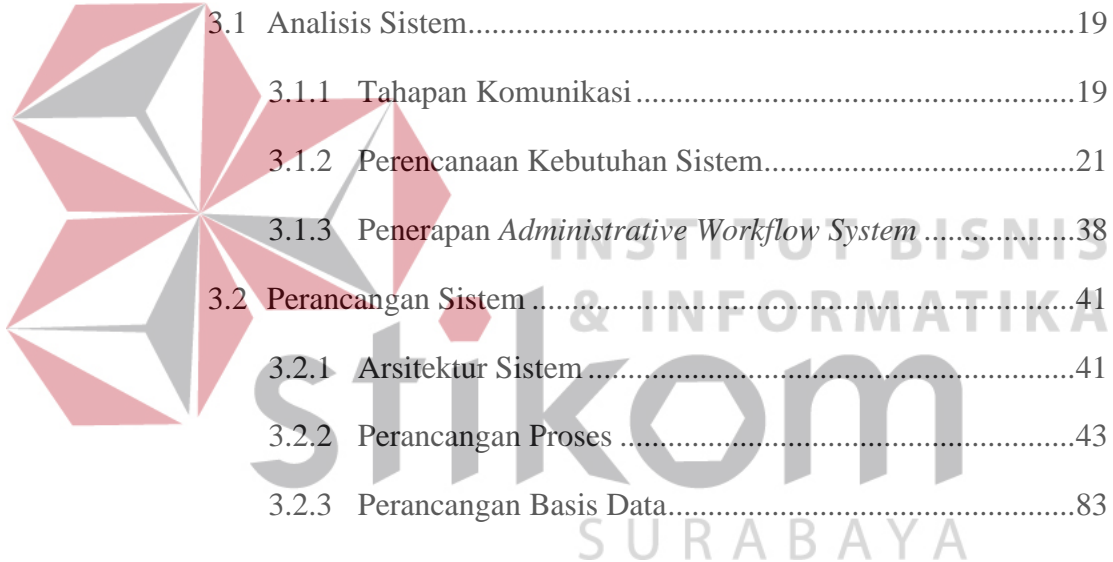 3.1 Analisis Sistem.....................................................................................19
3.1.1 Tahapan Komunikasi.............................................................19
3.1.2 Perencanaan Kebutuhan Sistem...........................................21
3.1.3 Penerapan Administrative Workflow System .....................38
INSTITUT BISNIS
3.2 Perancangan Sistem.............................................................................41
& INFORMATIKA
3.2.1 Arsitektur Sistem....................................................................41
stikom
3.2.2 Perancangan Proses ...............................................................43
3.2.3 Perancangan Basis Data.........................................................83
SURABAYA